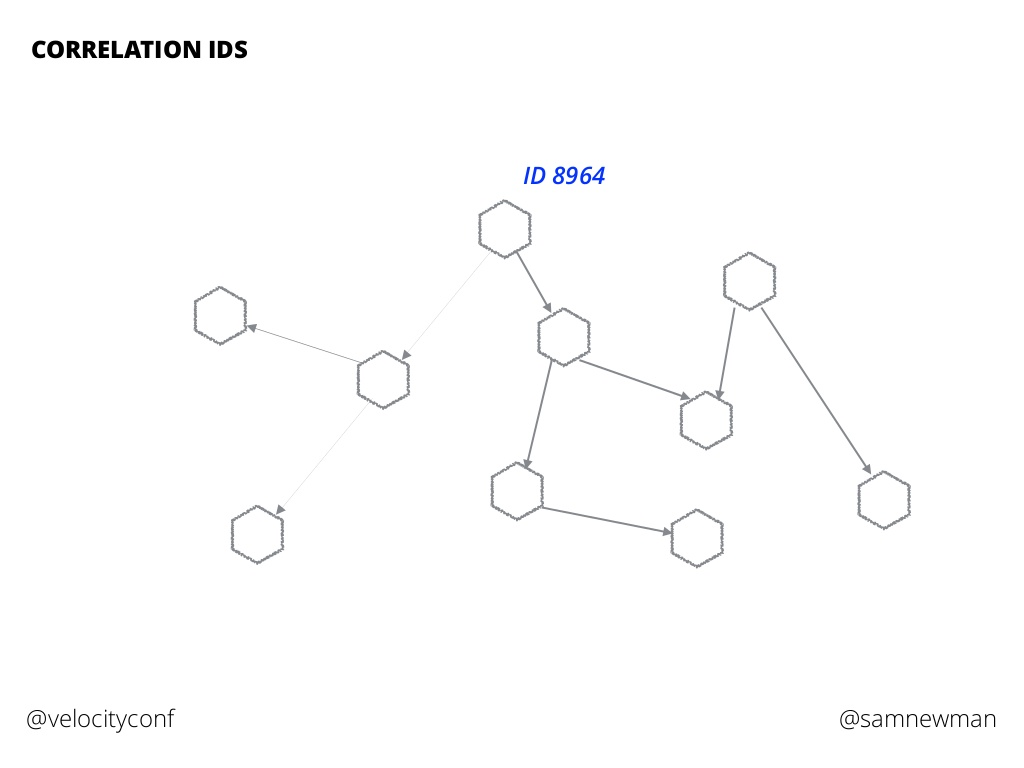 CORRELATION IDS
ID 8964
@velocityconf
@samnewman